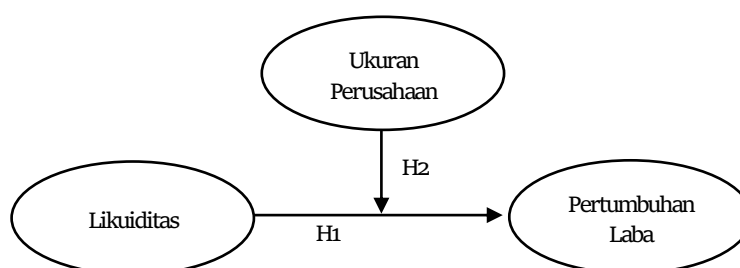 Ukuran
Perusahaan
H2
Likuiditas
H1
Pertumbuhan
Laba